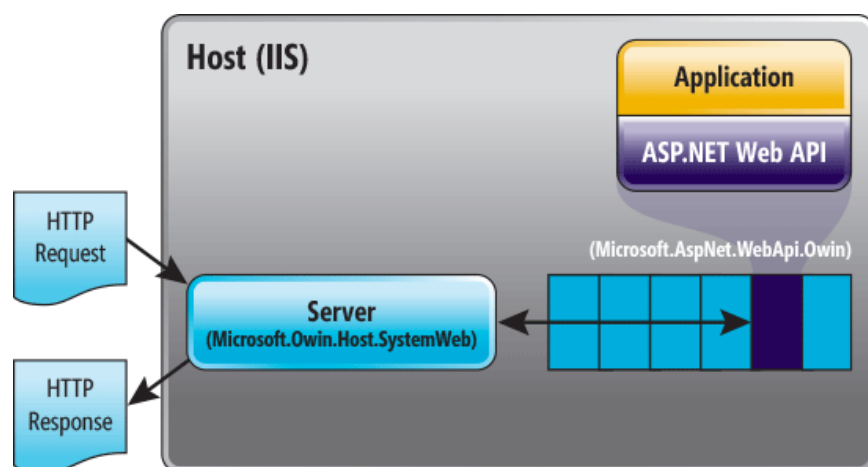 Host (IIS)
Application
ASP.NET Web API
HTTP
Request
(Microsoft.AspNet.WebApi.Owin)
Server
(Microsoft.Owin.Host.SystemWeb)
HTTP
Response